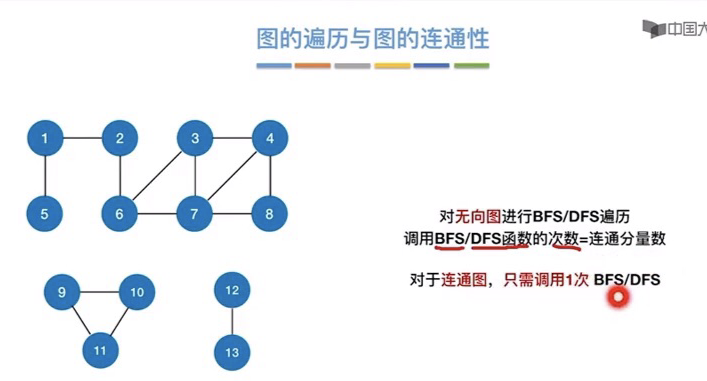 图的遍历与图的连通性
中国大
1
2
3
4
5
6
7
8
对无向图进行BFS/DFS遍历
调用BFS/DFS函数的次数=连通分量数
对于连通图，只需调用1次 BFS/DFS
9
10
11
12
13